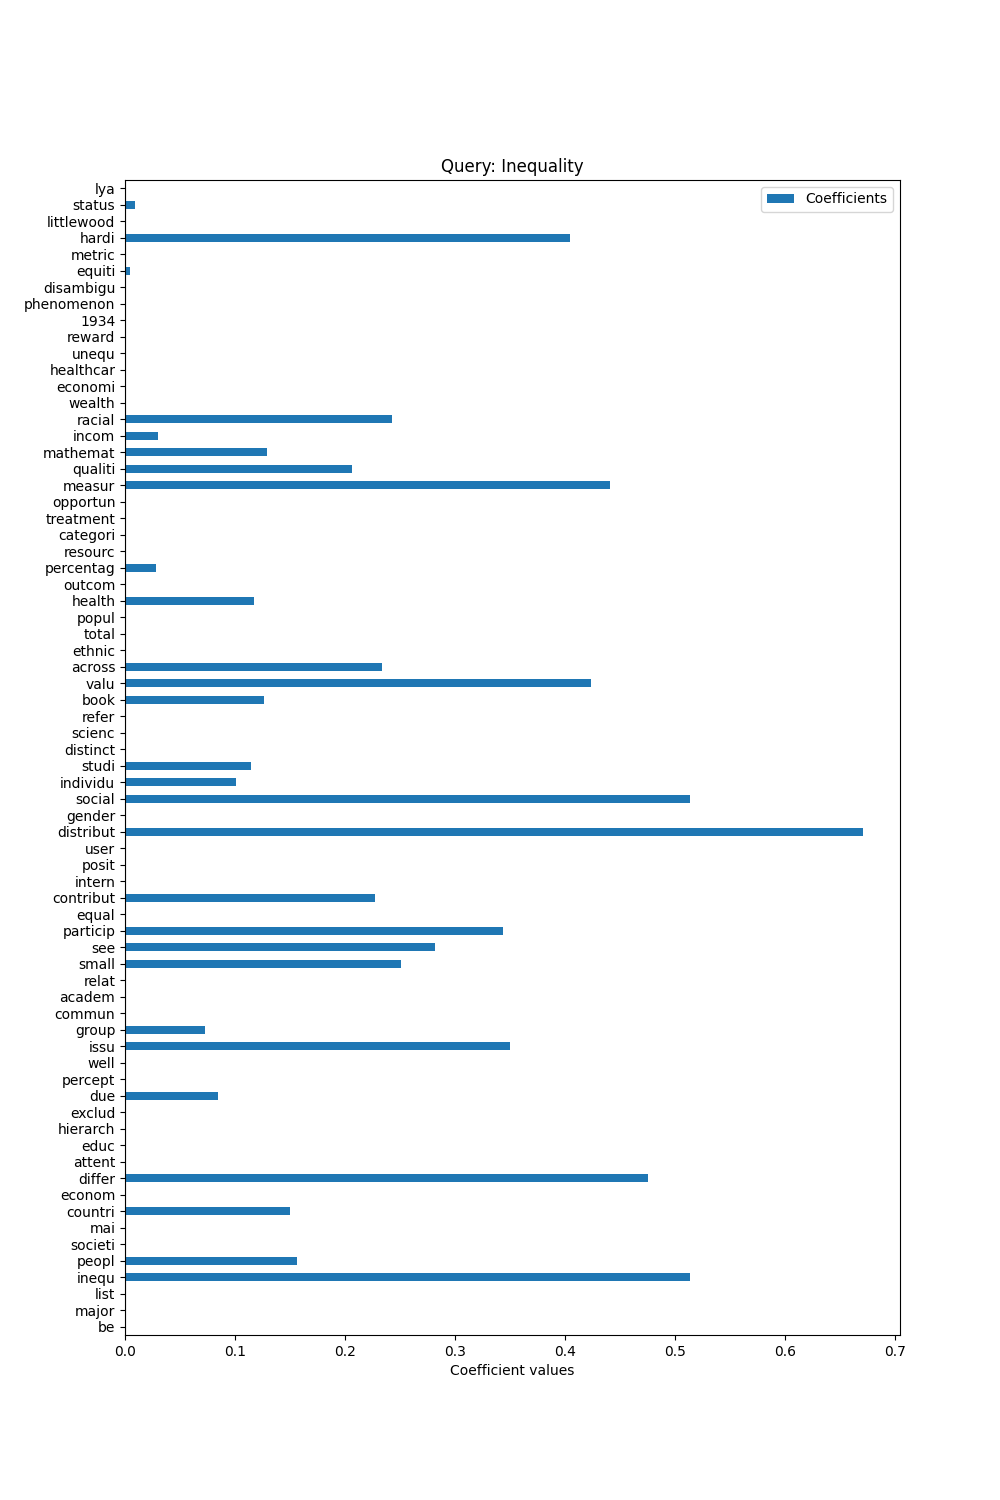 Query: Inequality
Coefficients
lya
status
littlewood
hardi
metric
equiti
disambigu
phenomenon
1934
reward
unequ
healthcar
economi
wealth
racial
incom
mathemat
qualiti
measur
opportun
treatment
categori
resourc
percentag
outcom
health
popul
total
ethnic
across
valu
book
refer
scienc
distinct
studi
individu
social
gender
distribut
user
posit
intern
contribut
equal
particip
see
small
relat
academ
commun
group
issu
well
percept
due
exclud
hierarch
educ
attent
differ
econom
countri
mai
societi
peopl
inequ
list
major
be
0.0 0.1 0.2 0.3 0.4 0.5 0.6 0.7
Coefficient values